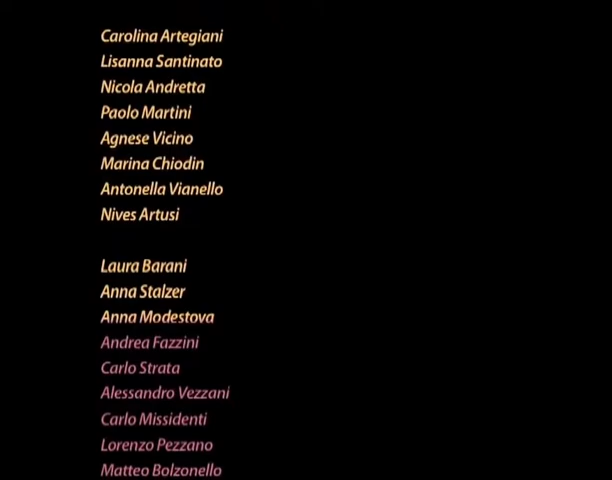 Carolina Artegiani
Lisanna Santinato
Nicola Andretta
Paolo Martini
Agnese Vicino
Marina Chiodin
Antonella Vianello
Nives Artusi
Laura Barani
Anna Stalzer
Anna Modestova
Andrea Fazzini
Carlo Strata
Alessandro Vezzani
Carlo Missidenti
Lorenzo Pezzano
Matteo Bolzonello